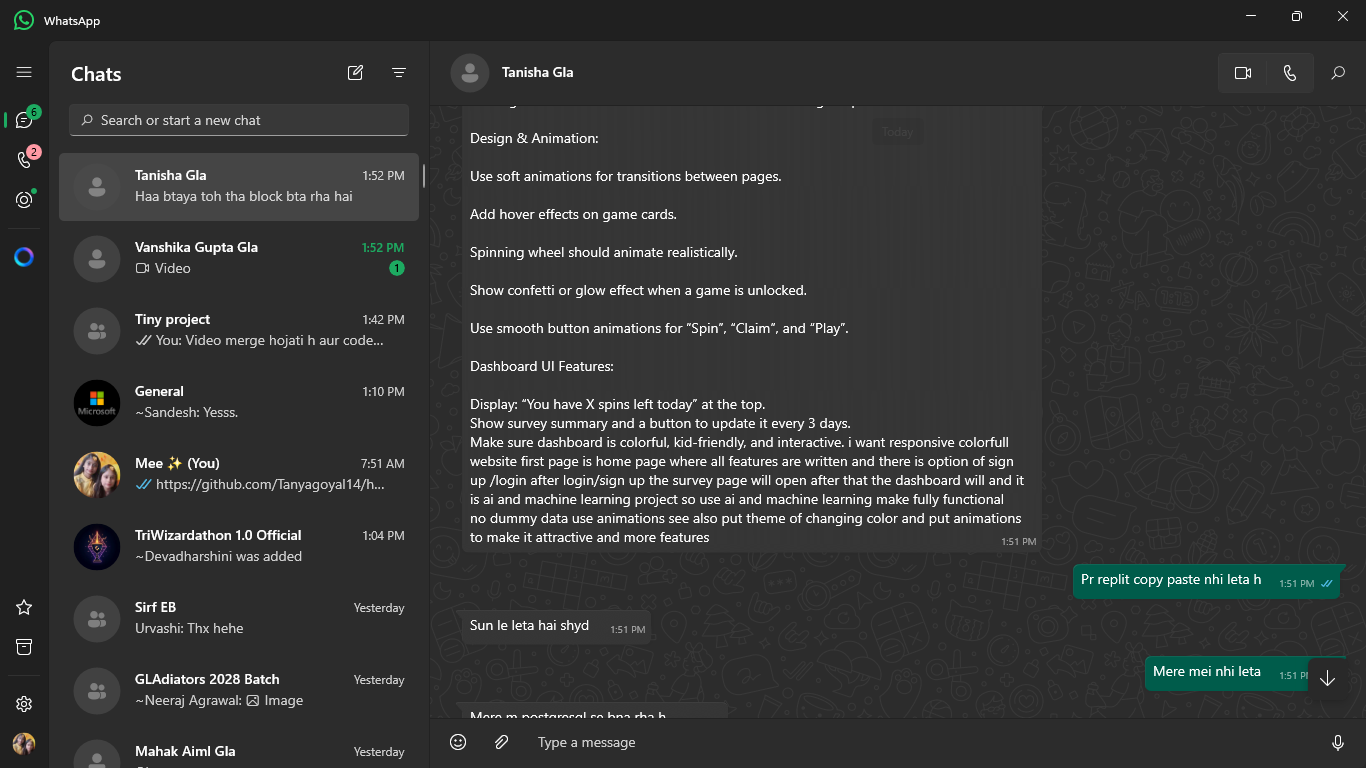 WhatsApp
Chats
Search or start a new chat
6
2
Tanisha Gla
1:52 PM
Haa btaya toh tha block bta rha hai
Vanshika Gupta Gla
1:52 PM
Video
1
Tiny project
1:42 PM
You: Video merge hojati h aur code...
Microsoft
General
1:10 PM
~Sandesh: Yesss.
Mee ✨ (You)
7:51 AM
https://github.com/Tanyagoyal14/h...
TriWizardathon 1.0 Official
1:04 PM
~Devadharshini was added
Sirf EB
Yesterday
Urvashi: Thx hehe
GLAdiators 2028 Batch
Yesterday
~Neeraj Agrawal: Image
Mahak Aiml Gla
Yesterday
Tanisha Gla
Today
Design & Animation:
Use soft animations for transitions between pages.
Add hover effects on game cards.
Spinning wheel should animate realistically.
Show confetti or glow effect when a game is unlocked.
Use smooth button animations for "Spin", "Claim", and "Play".
Dashboard UI Features:
Display: "You have X spins left today" at the top.
Show survey summary and a button to update it every 3 days.
Make sure dashboard is colorful, kid-friendly, and interactive. i want responsive colorfull
website first page is home page where all features are written and there is option of sign
up /login after login/sign up the survey page will open after that the dashboard will and it
is ai and machine learning project so use ai and machine learning make fully functional
no dummy data use animations see also put theme of changing color and put animations
to make it attractive and more features
1:51 PM
Pr replit copy paste nhi leta h
1:51 PM
Sun le leta hai shyd
1:51 PM
Mere mei nhi leta
1:51 PM
Mere m postgresql se bna rha h
Type a message